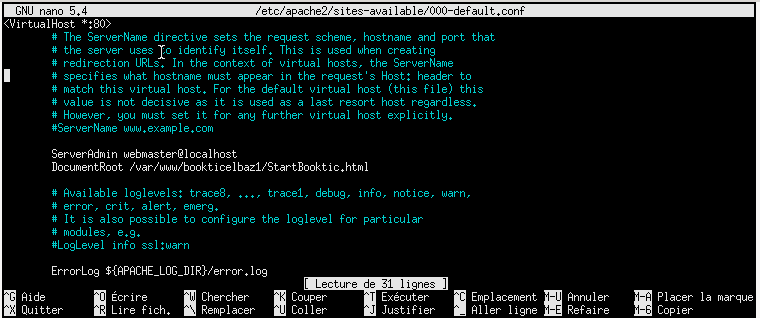 GNU nano 5.4 /etc/apache2/sites-available/000-default.conf
<VirtualHost *:80>
# The ServerName directive sets the request scheme, hostname and port that
# the server uses to identify itself. This is used when creating
# redirection URLs. In the context of virtual hosts, the ServerName
# specifies what hostname must appear in the request's Host: header to
# match this virtual host. For the default virtual host (this file) this
# value is not decisive as it is used as a last resort host regardless.
# However, you must set it for any further virtual host explicitly.
#ServerName www.example.com
ServerAdmin webmaster@localhost
DocumentRoot /var/www/bookticelbaz1/StartBooktic.html
# Available loglevels: trace8, ..., trace1, debug, info, notice, warn,
# error, crit, alert, emerg.
# It is also possible to configure the loglevel for particular
# modules, e.g.
#LogLevel info ssl:warn
ErrorLog ${APACHE_LOG_DIR}/error.log
[ Lecture de 31 lignes ]
^G Aide ^O Écrire ^W Chercher ^K Couper ^T Exécuter ^C Emplacement M-U Annuler M-A Placer la marque
^X Quitter ^R Lire fich. ^\ Remplacer ^U Coller ^J Justifier ^_ Aller ligne M-E Refaire M-6 Copier